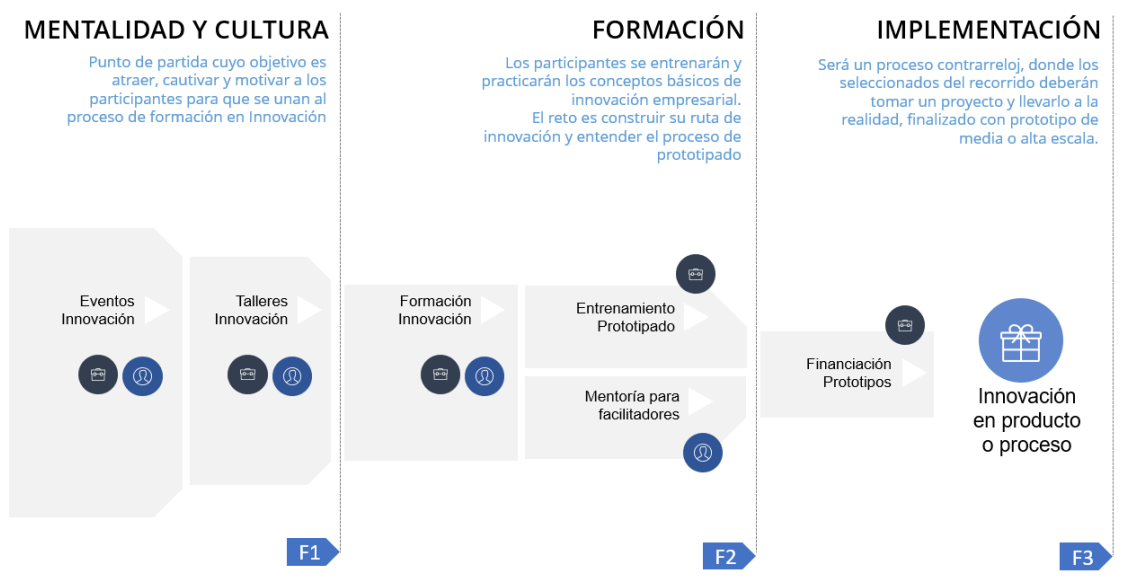 MENTALIDAD Y CULTURA
Punto de partida cuyo objetivo es
atraer, cautivar y motivar a los
participantes para que se unan al
proceso de formación en Innovación
FORMACIÓN
Los participantes se entrenarán y
practicarán los conceptos básicos de
innovación empresarial.
El reto es construir su ruta de
innovación y entender el proceso de
prototipado
IMPLEMENTACIÓN
Será un proceso contrarreloj, donde los
seleccionados del recorrido deberán
tomar un proyecto y llevarlo a la
realidad, finalizado con prototipo de
media o alta escala.
Eventos
Innovación
Talleres
Innovación
Formación
Innovación
Entrenamiento
Prototipado
Mentoría para
facilitadores
Financiación
Prototipos
Innovación
en producto
o proceso
F1
F2
F3